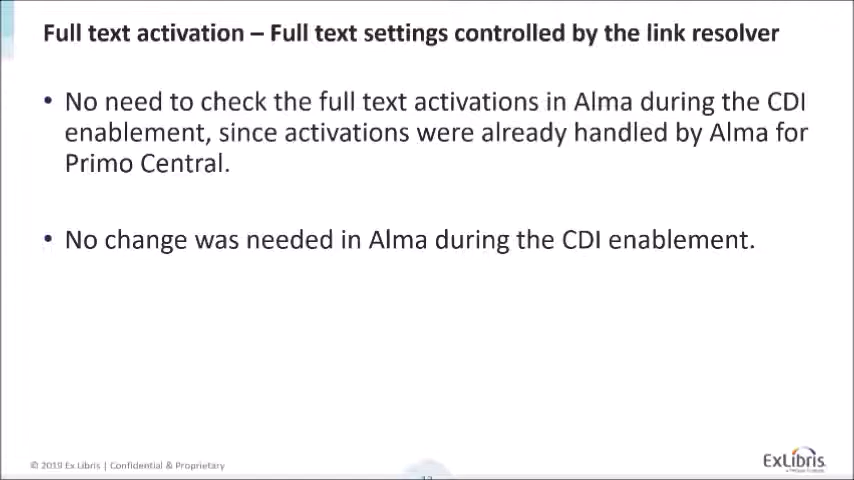 Full text activation – Full text settings controlled by the link resolver
• No need to check the full text activations in Alma during the CDI
enablement, since activations were already handled by Alma for
Primo Central.
• No change was needed in Alma during the CDI enablement.
© 2019 Ex Libris | Confidential & Proprietary
ExLibris